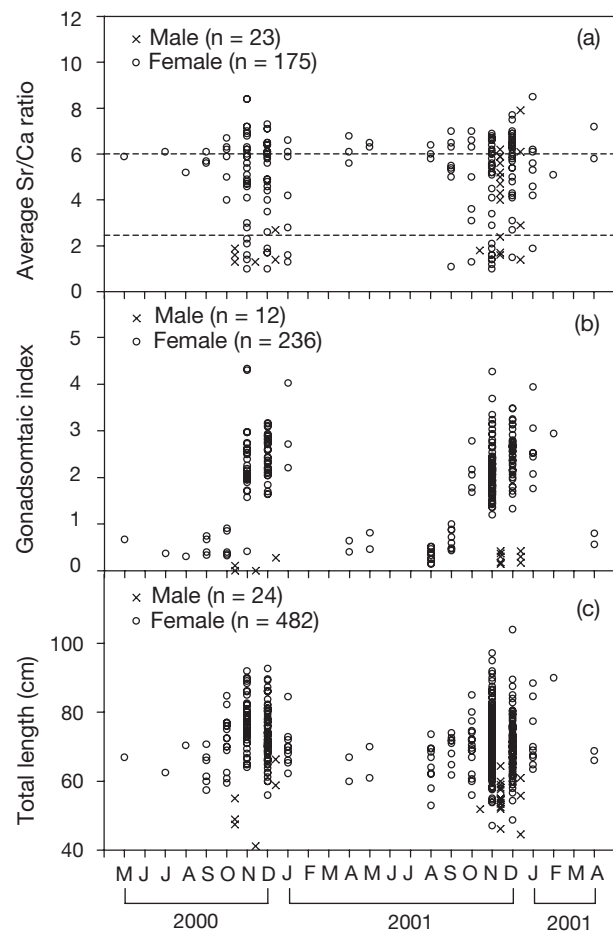 (a)
× Male (n = 23)
○ Female (n = 175)
Average Sr/Ca ratio
12
10
8
6
4
2
0
(b)
× Male (n = 12)
○ Female (n = 236)
Gonadsomtaic index
5
4
3
2
1
0
(c)
× Male (n = 24)
○ Female (n = 482)
Total length (cm)
100
80
60
40
M J J A S O N D J F M A M J J A S O N D J F M A
2000 2001 2001